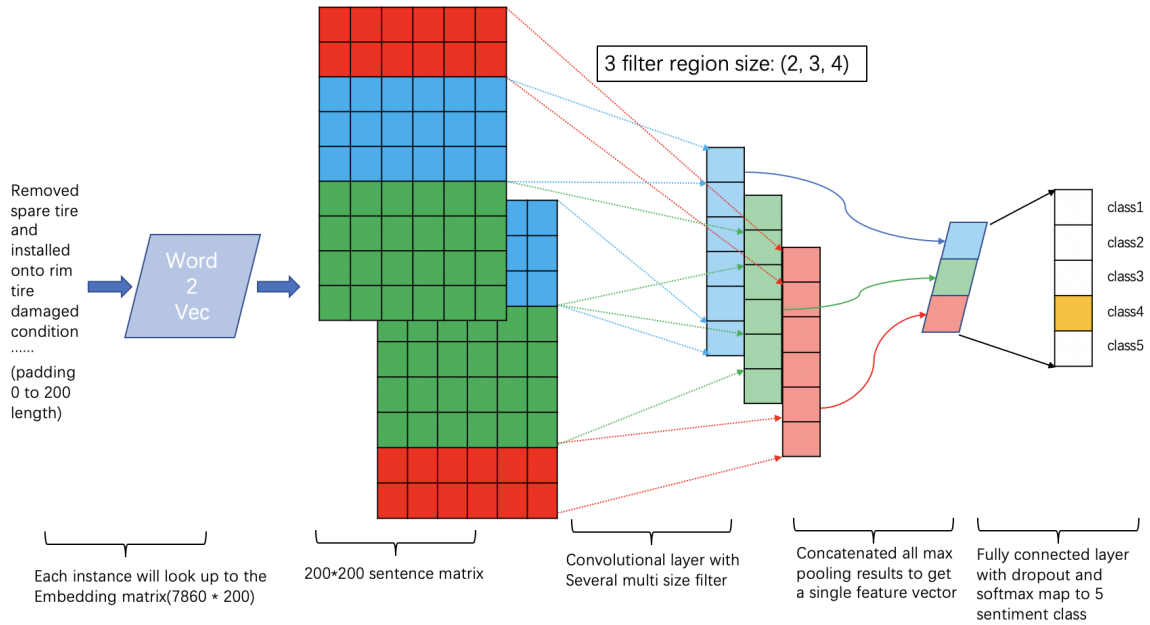 3 filter region size: (2, 3, 4)
Removed
spare tire
and
installed
onto rim
tire
damaged
condition
......
(padding
0 to 200
length)
Word
2
Vec
class1
class2
class3
class4
class5
Each instance will look up to the
Embedding matrix(7860 * 200)
200*200 sentence matrix
Convolutional layer with
Several multi size filter
Concatenated all max
pooling results to get
a single feature vector
Fully connected layer
with dropout and
softmax map to 5
sentiment class